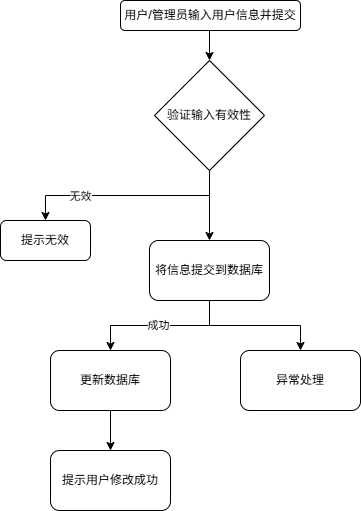 用户/管理员输入用户信息并提交
验证输入有效性
无效
提示无效
将信息提交到数据库
成功
更新数据库
异常处理
提示用户修改成功